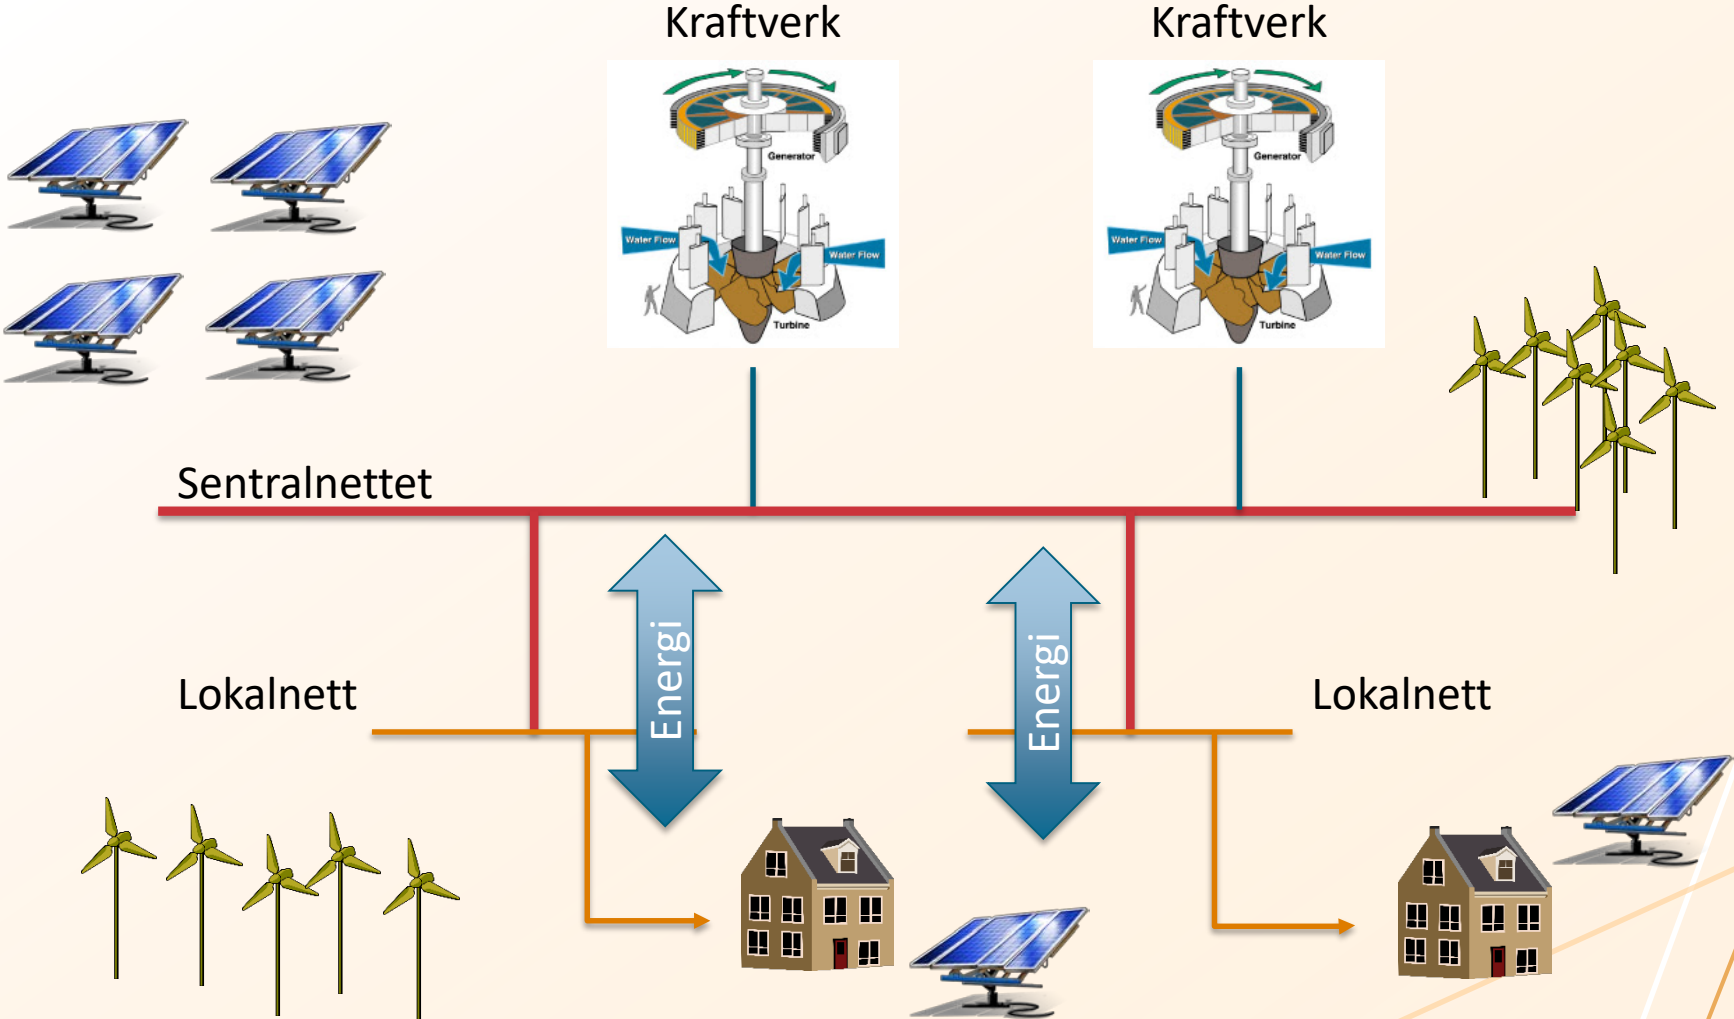 Kraftverk
Kraftverk
Generator
Water Flow
Water Flow
Turbine
Generator
Water Flow
Water Flow
Turbine
Sentralnettet
Energi
Energi
Lokalnett
Lokalnett